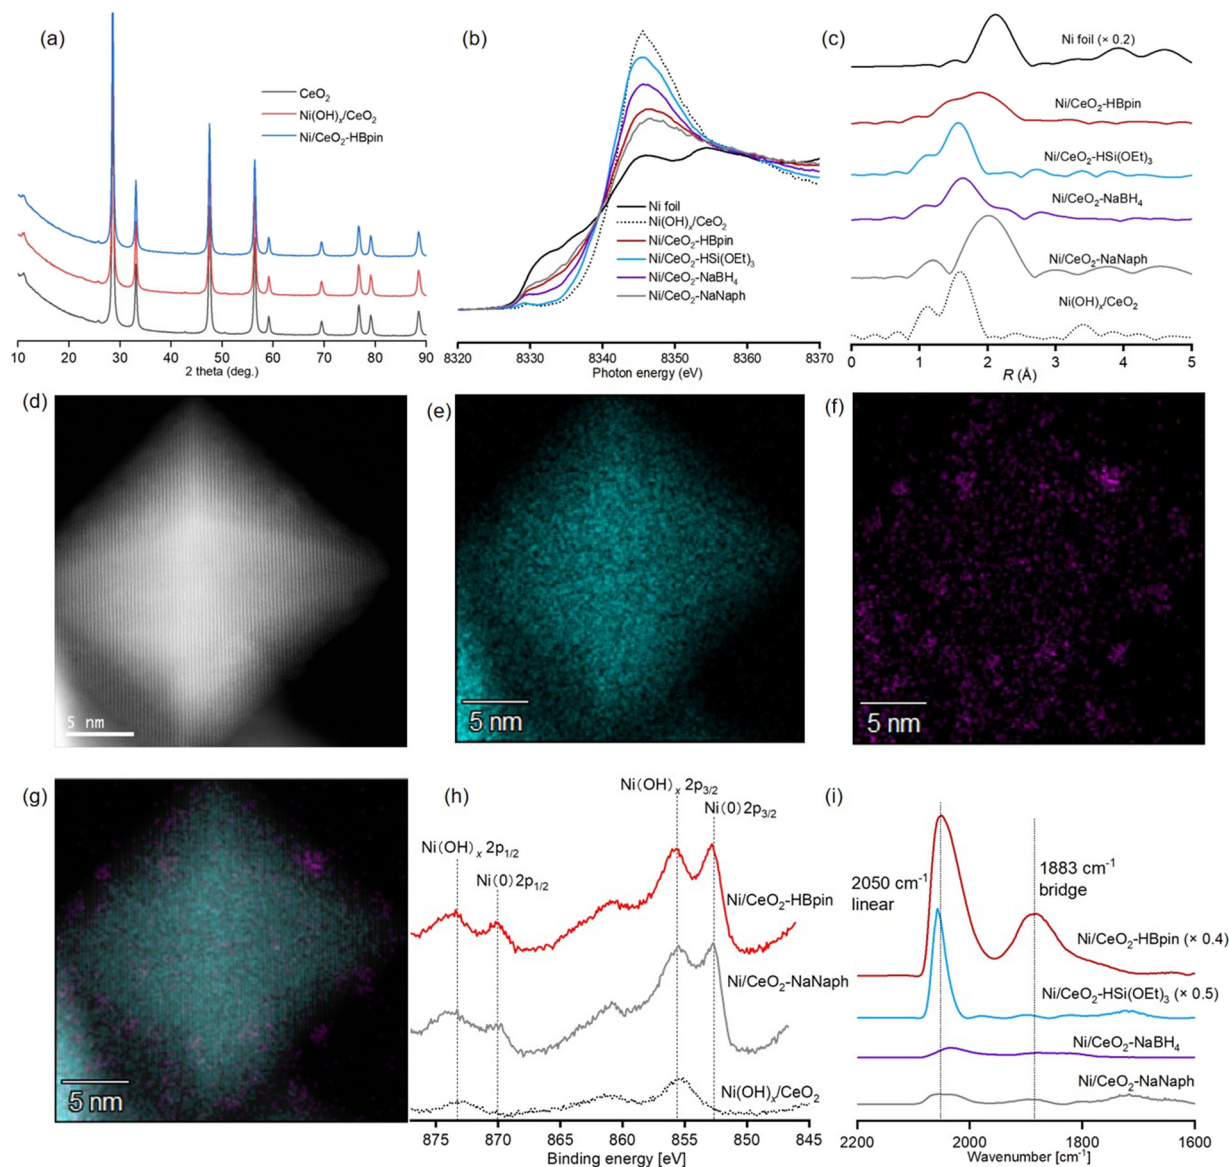 (a)
CeO₂
Ni(OH)ₓ/CeO₂
Ni/CeO₂-HBpin
10 20 30 40 50 60 70 80 90
2 theta (deg.)
(b)
Ni foil
Ni(OH)ₓ/CeO₂
Ni/CeO₂-HBpin
Ni/CeO₂-HSi(OEt)₃
Ni/CeO₂-NaBH₄
Ni/CeO₂-NaNaph
8320 8330 8340 8350 8360 8370
Photon energy (eV)
(c)
Ni foil (× 0.2)
Ni/CeO₂-HBpin
Ni/CeO₂-HSi(OEt)₃
Ni/CeO₂-NaBH₄
Ni/CeO₂-NaNaph
Ni(OH)ₓ/CeO₂
0 1 2 3 4 5
R (Å)
(d)
5 nm
(e)
5 nm
(f)
5 nm
(g)
5 nm
(h)
Ni(OH)ₓ 2p₃/₂
Ni(0)2p₃/₂
Ni(OH)ₓ 2p₁/₂
Ni(0)2p₁/₂
Ni/CeO₂-HBpin
Ni/CeO₂-NaNaph
Ni(OH)ₓ/CeO₂
875 870 865 860 855 850 845
Binding energy [eV]
(i)
2050 cm⁻¹
linear
1883 cm⁻¹
bridge
Ni/CeO₂-HBpin (× 0.4)
Ni/CeO₂-HSi(OEt)₃ (× 0.5)
Ni/CeO₂-NaBH₄
Ni/CeO₂-NaNaph
2200 2000 1800 1600
Wavenumber [cm⁻¹]